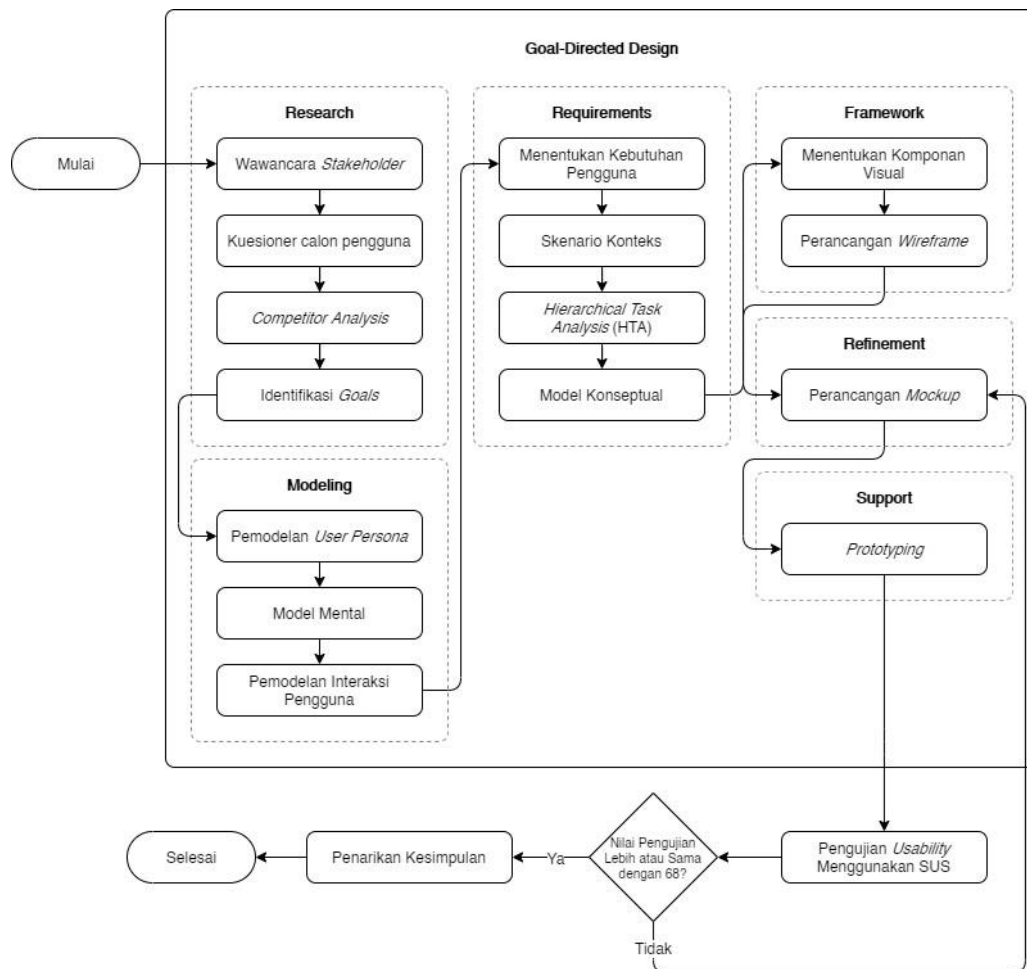 Goal-Directed Design
Research
Mulai
Wawancara Stakeholder
Kuesioner calon pengguna
Competitor Analysis
Identifikasi Goals
Modeling
Pemodelan User Persona
Model Mental
Pemodelan Interaksi
Pengguna
Requirements
Menentukan Kebutuhan
Pengguna
Skenario Konteks
Hierarchical Task
Analysis (HTA)
Model Konseptual
Framework
Menentukan Komponan
Visual
Perancangan Wireframe
Refinement
Perancangan Mockup
Support
Prototyping
Pengujian Usability
Menggunakan SUS
Nilai Pengujian
Lebih atau Sama
dengan 68?
Ya
Tidak
Penarikan Kesimpulan
Selesai